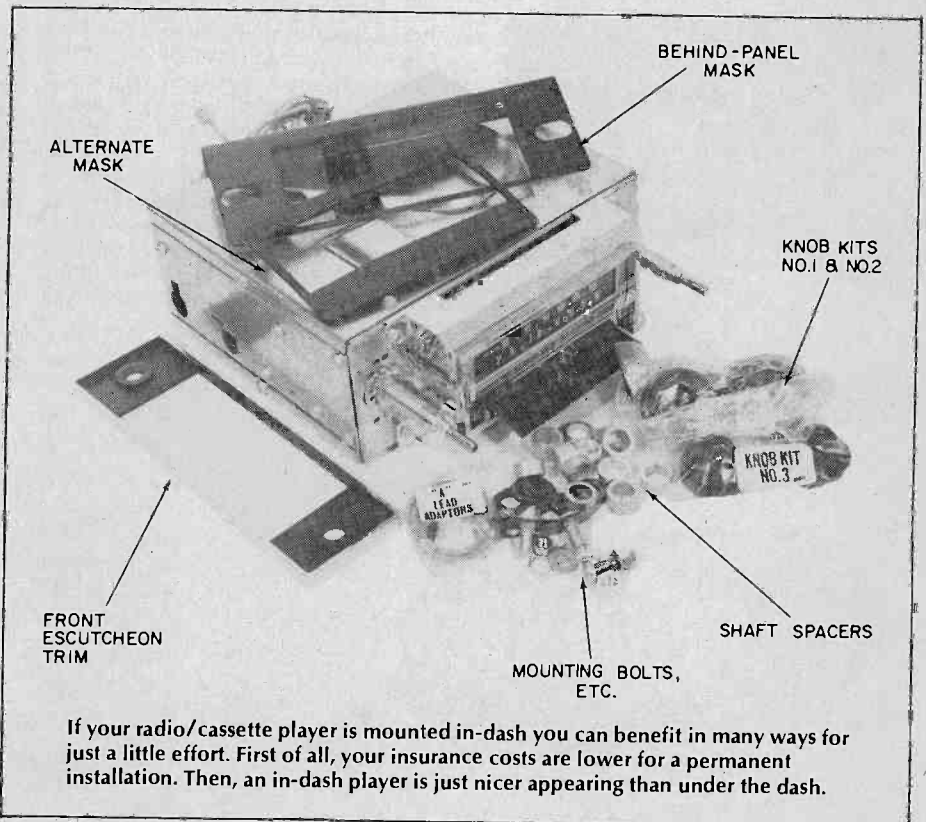 BEHIND-PANEL
MASK
ALTERNATE
MASK
KNOB KITS
NO.1 & NO.2
KNOB KIT
NO.3
"A"
LEAD
ADAPTORS
FRONT
ESCUTCHEON
TRIM
SHAFT SPACERS
MOUNTING BOLTS,
ETC.
If your radio/cassette player is mounted in-dash you can benefit in many ways for
just a little effort. First of all, your insurance costs are lower for a permanent
installation. Then, an in-dash player is just nicer appearing than under the dash.